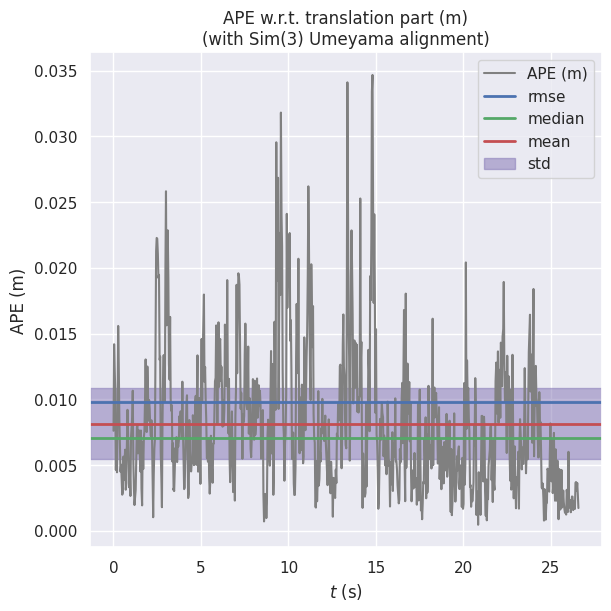 APE w.r.t. translation part (m)
(with Sim(3) Umeyama alignment)
APE (m)
rmse
median
mean
std
0.035
0.030
0.025
0.020
0.015
0.010
0.005
0.000
APE (m)
0
5
10
15
20
25
t (s)